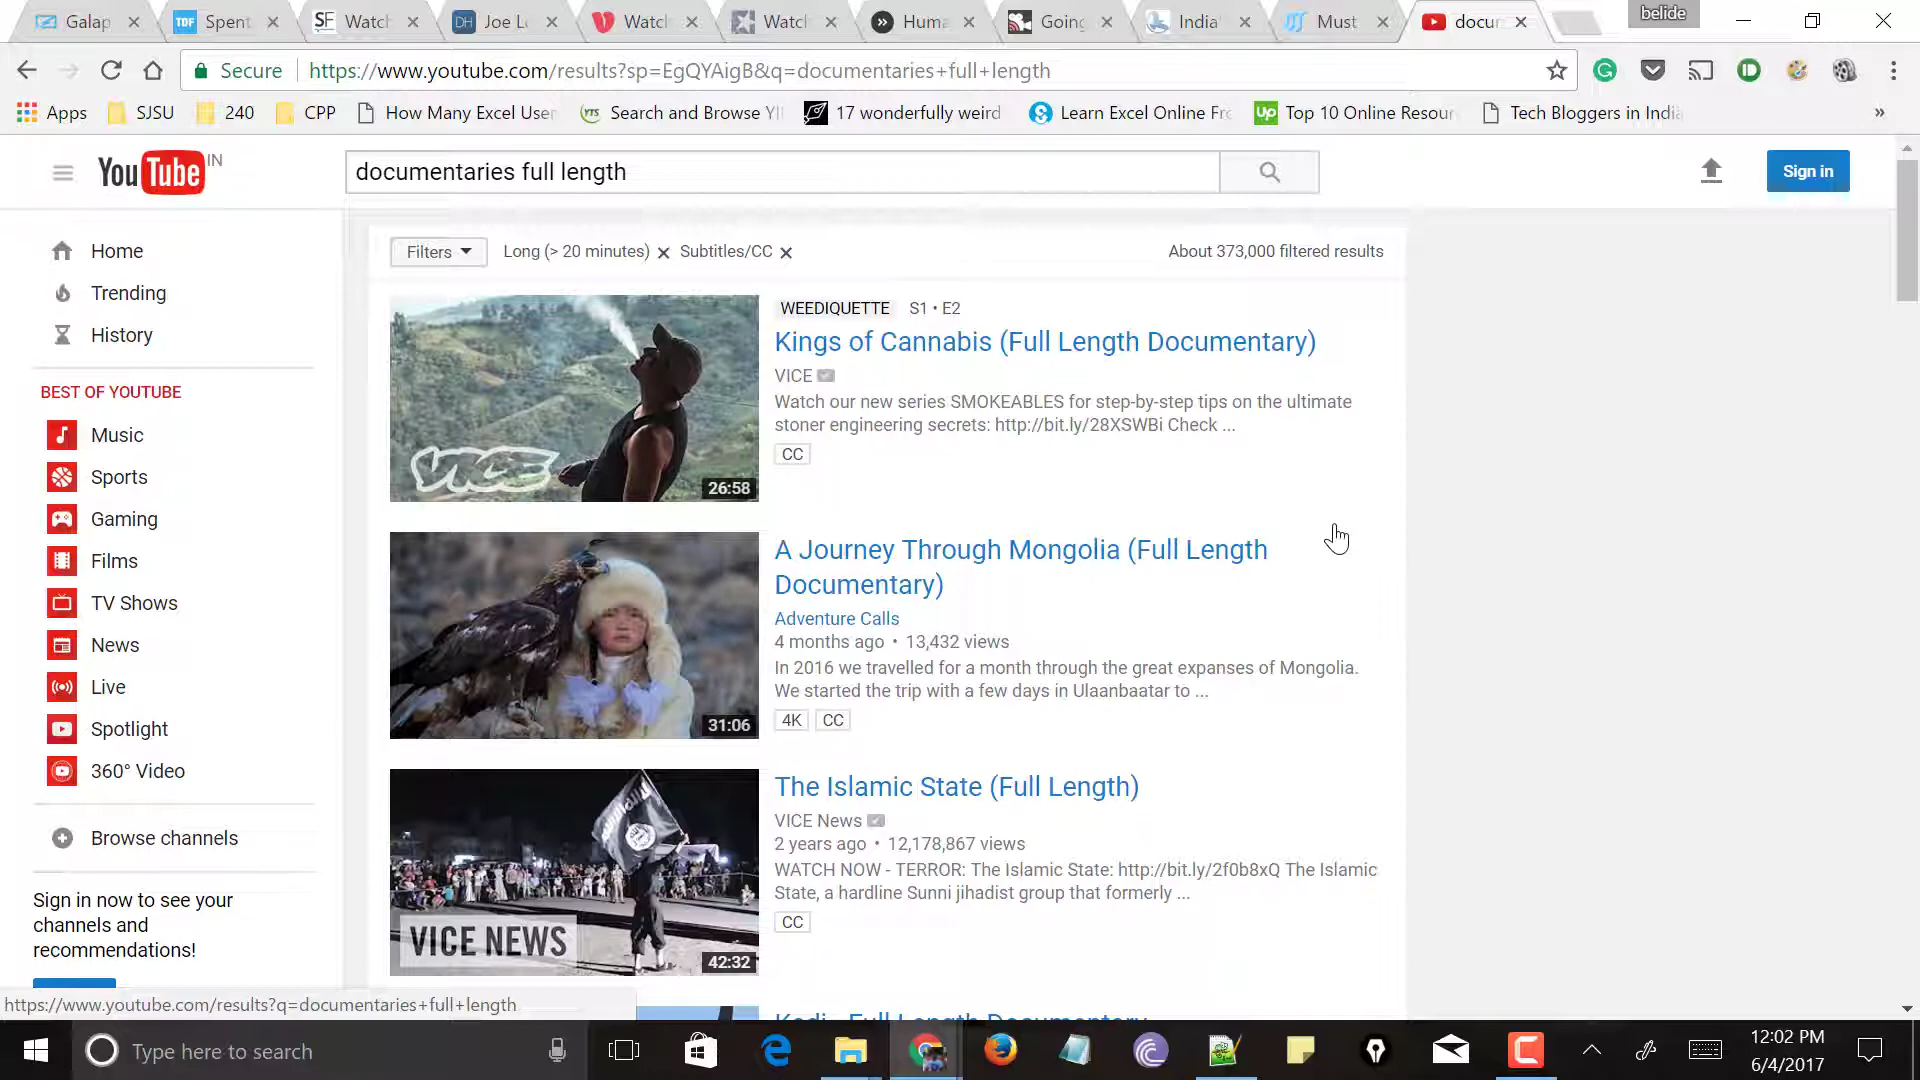 Galap
Spent
Watch
Joe Lo
Watch
Watch
Huma
Going
India'
Must
docu
belide
Secure
https://www.youtube.com/results?sp=EgQYAigB&q=documentaries+full+length
Apps
SJSU
240
CPP
How Many Excel User
Search and Browse YI
17 wonderfully weird
Learn Excel Online Fr
Top 10 Online Resour
Tech Bloggers in India
YouTube IN
documentaries full length
Sign in
Home
Trending
History
BEST OF YOUTUBE
Music
Sports
Gaming
Films
TV Shows
News
Live
Spotlight
360° Video
Browse channels
Sign in now to see your
channels and
recommendations!
Filters
Long (> 20 minutes)
Subtitles/CC
About 373,000 filtered results
VICE
26:58
WEEDIQUETTE S1 • E2
Kings of Cannabis (Full Length Documentary)
VICE
Watch our new series SMOKEABLES for step-by-step tips on the ultimate
stoner engineering secrets: http://bit.ly/28XSWBi Check ...
CC
31:06
A Journey Through Mongolia (Full Length
Documentary)
Adventure Calls
4 months ago • 13,432 views
In 2016 we travelled for a month through the great expanses of Mongolia.
We started the trip with a few days in Ulaanbaatar to ...
4K CC
VICE NEWS
42:32
The Islamic State (Full Length)
VICE News
2 years ago • 12,178,867 views
WATCH NOW - TERROR: The Islamic State: http://bit.ly/2f0b8xQ The Islamic
State, a hardline Sunni jihadist group that formerly ...
CC
https://www.youtube.com/results?q=documentaries+full+length
Type here to search
12:02 PM
6/4/2017